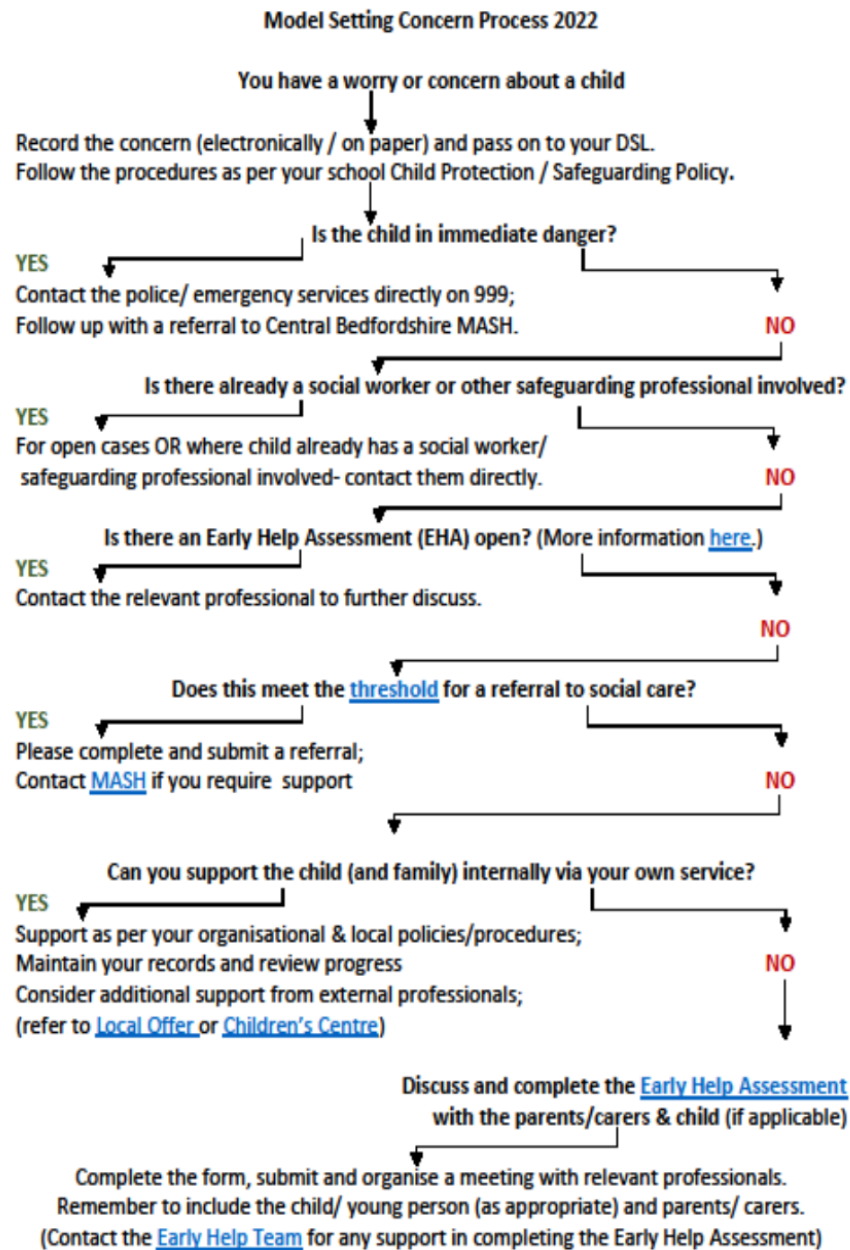 Model Setting Concern Process 2022
You have a worry or concern about a child
Record the concern (electronically / on paper) and pass on to your DSL.
Follow the procedures as per your school Child Protection / Safeguarding Policy.
Is the child in immediate danger?
YES
Contact the police/ emergency services directly on 999;
Follow up with a referral to Central Bedfordshire MASH.
NO
Is there already a social worker or other safeguarding professional involved?
YES
For open cases OR where child already has a social worker/
safeguarding professional involved- contact them directly.
NO
Is there an Early Help Assessment (EHA) open? (More information here.)
YES
Contact the relevant professional to further discuss.
NO
Does this meet the threshold for a referral to social care?
YES
Please complete and submit a referral;
Contact MASH if you require support
NO
Can you support the child (and family) internally via your own service?
YES
Support as per your organisational & local policies/procedures;
Maintain your records and review progress
NO
Consider additional support from external professionals;
(refer to Local Offer or Children's Centre)
Discuss and complete the Early Help Assessment
with the parents/carers & child (if applicable)
Complete the form, submit and organise a meeting with relevant professionals.
Remember to include the child/ young person (as appropriate) and parents/ carers.
(Contact the Early Help Team for any support in completing the Early Help Assessment)